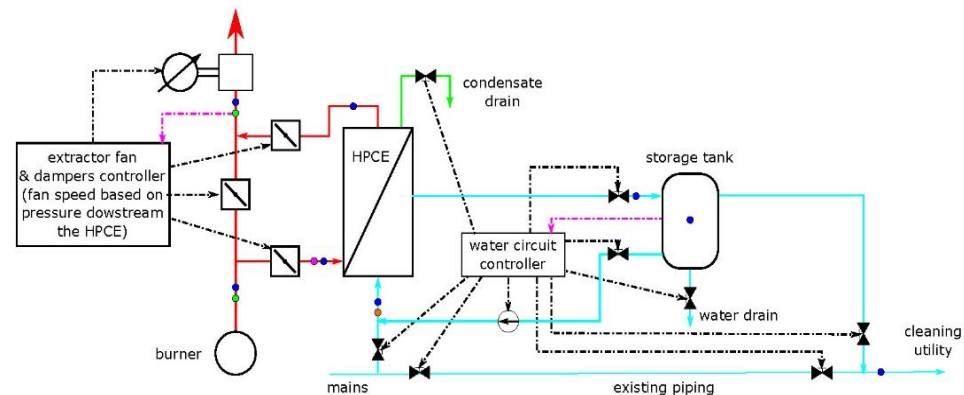 condensate
drain
extractor fan
& dampers controller
(fan speed based on
pressure dowstream
the HPCE)
HPCE
storage tank
water circuit
controller
water drain
burner
cleaning
utility
mains
existing piping